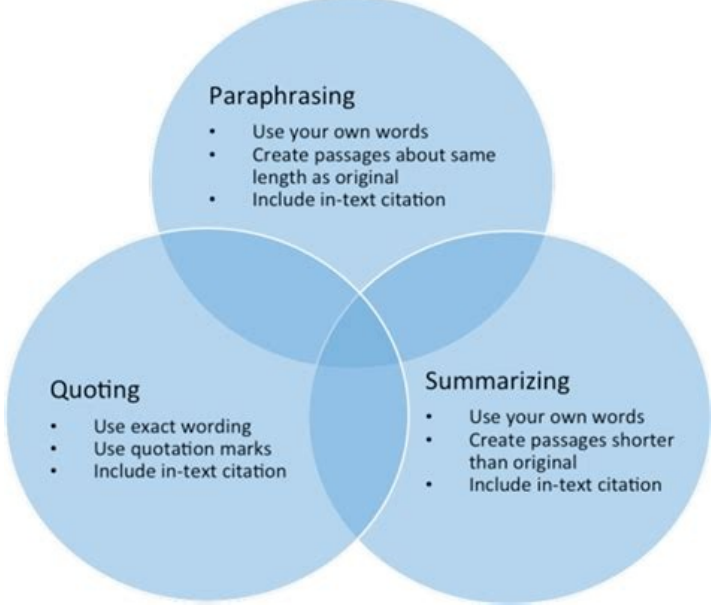 Paraphrasing
• Use your own words
• Create passages about same
length as original
• Include in-text citation
Quoting
• Use exact wording
• Use quotation marks
• Include in-text citation
Summarizing
• Use your own words
• Create passages shorter
than original
• Include in-text citation